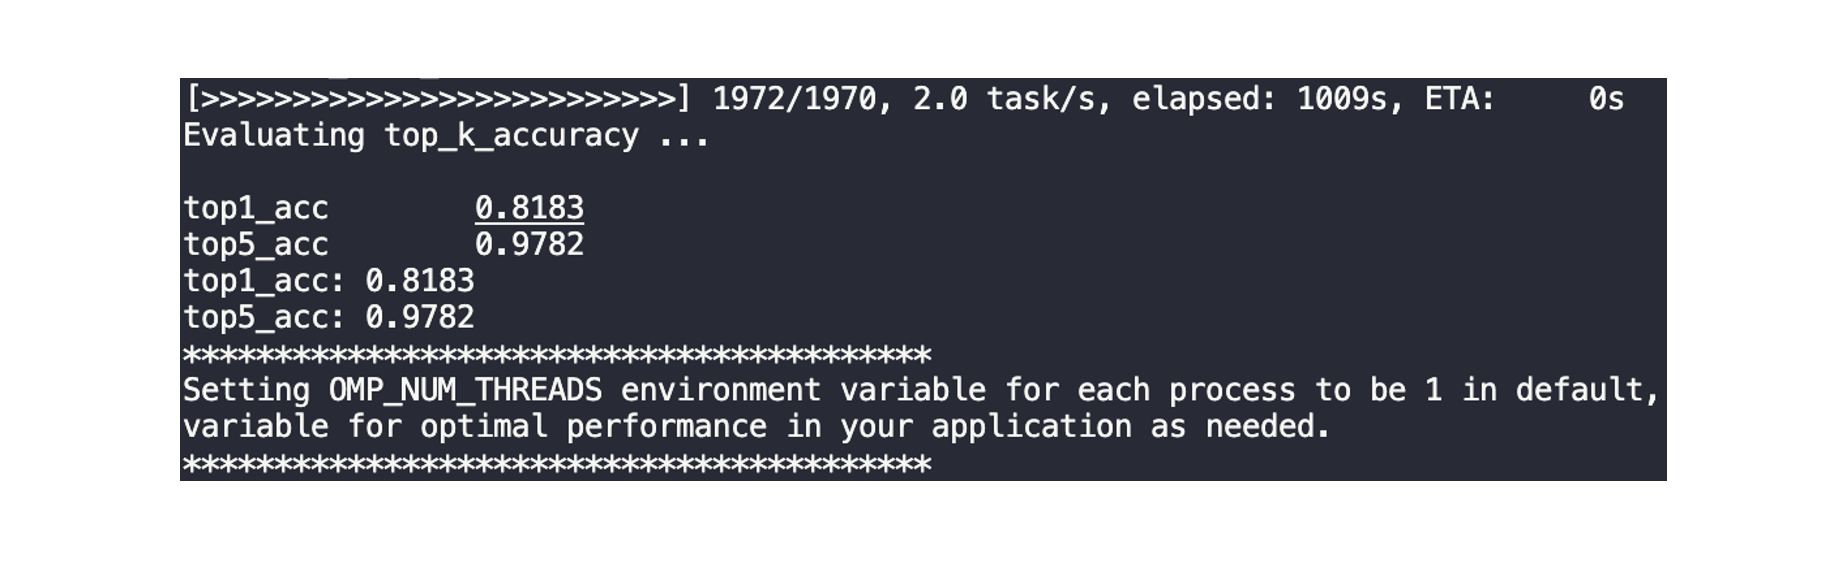 [>>>>>>>>>>>>>>>>>>>>>>>>>>] 1972/1970, 2.0 task/s, elapsed: 1009s, ETA:     0s
Evaluating top_k_accuracy ...
top1_acc        0.8183
top5_acc        0.9782
top1_acc: 0.8183
top5_acc: 0.9782
*****************************************
Setting OMP_NUM_THREADS environment variable for each process to be 1 in default,
variable for optimal performance in your application as needed.
*****************************************